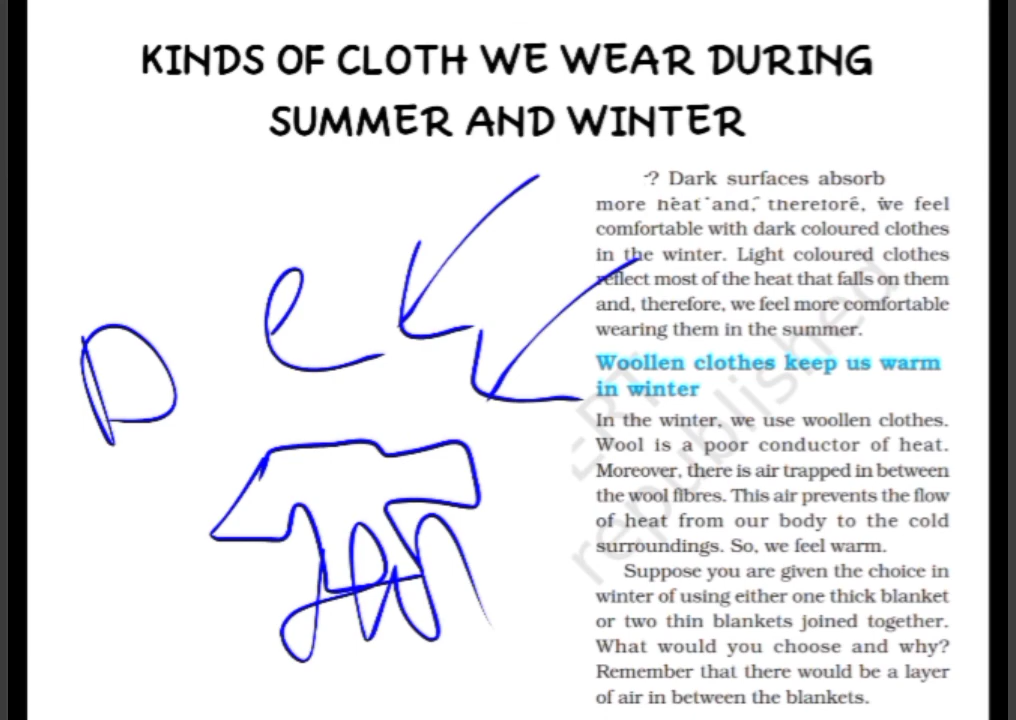 KINDS OF CLOTH WE WEAR DURING
SUMMER AND WINTER
? Dark surfaces absorb
more heat and, therefore, we feel
comfortable with dark coloured clothes
in the winter. Light coloured clothes
reflect most of the heat that falls on them
and, therefore, we feel more comfortable
wearing them in the summer.
Woollen clothes keep us warm
in winter
In the winter, we use woollen clothes.
Wool is a poor conductor of heat.
Moreover, there is air trapped in between
the wool fibres. This air prevents the flow
of heat from our body to the cold
surroundings. So, we feel warm.
Suppose you are given the choice in
winter of using either one thick blanket
or two thin blankets joined together.
What would you choose and why?
Remember that there would be a layer
of air in between the blankets.
republished